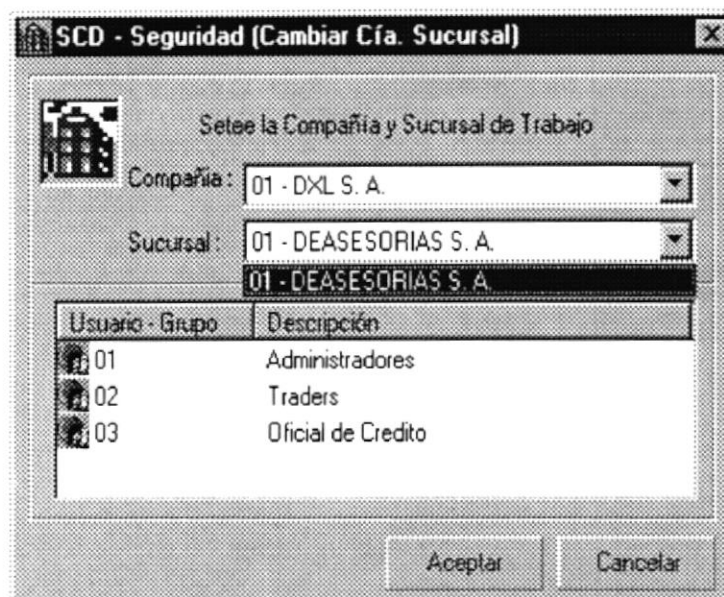 SCD - Seguridad (Cambiar Cía. Sucursal)
Setee la Compañía y Sucursal de Trabajo
Compañía : 01 - DXL S. A.
Sucursal : 01 - DEASESORIAS S. A.
01 - DEASESORIAS S. A.
Usuario - Grupo Descripción
01 Administradores
02 Traders
03 Oficial de Credito
Aceptar Cancelar